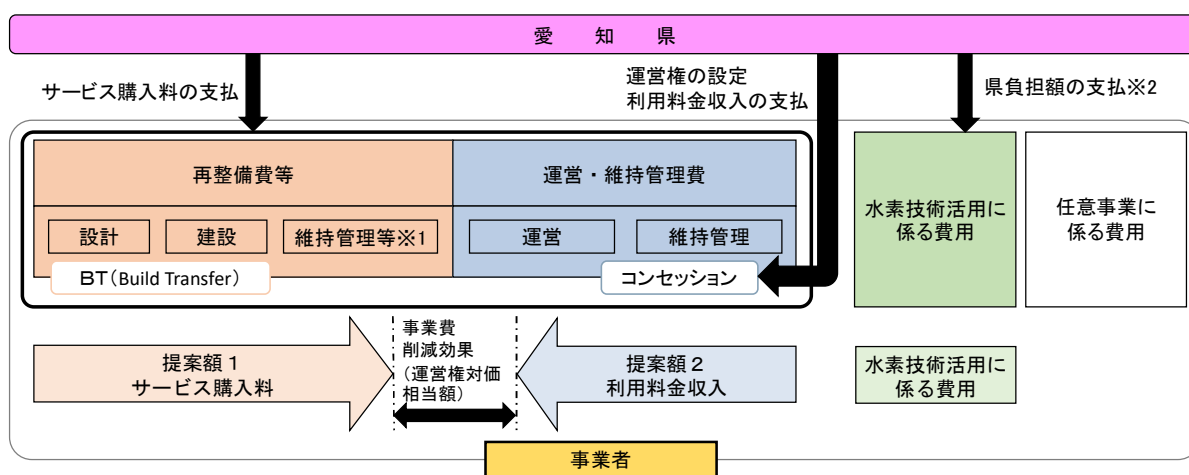 愛　知　県
サービス購入料の支払
運営権の設定
利用料金収入の支払
県負担額の支払※2
再整備費等
運営・維持管理費
設計
建設
維持管理等※1
運営
維持管理
BT(Build Transfer)
コンセッション
水素技術活用に
係る費用
任意事業に
係る費用
提案額1
サービス購入料
事業費
削減効果
(運営権対価
相当額)
提案額2
利用料金収入
水素技術活用に
係る費用
事業者